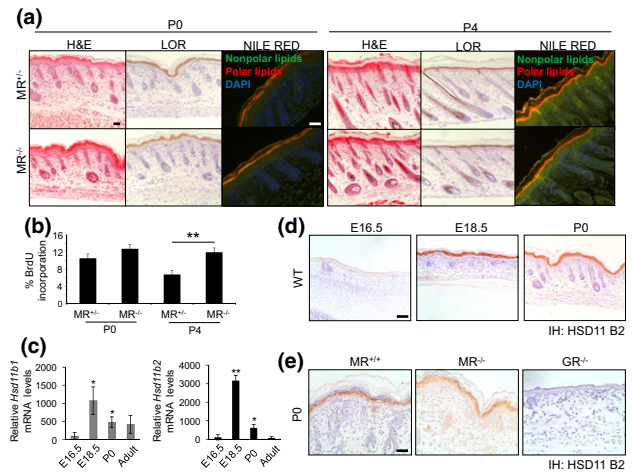 (a)
P0
P4
H&E LOR NILE RED H&E LOR NILE RED
MR+/-
Nonpolar lipids
Polar lipids
DAPI
Nonpolar lipids
Polar lipids
DAPI
MR-/-
(b)
% BrdU incorporation
16
12
8
4
0
**
MR+/- MR-/- MR+/- MR-/-
P0 P4
(c)
Relative Hsd11b1 mRNA levels
2000
1500
1000
500
0
* *
E16.5 E18.5 P0 Adult
Relative Hsd11b2 mRNA levels
4000
3000
2000
1000
0
** *
E16.5 E18.5 P0 Adult
(d)
E16.5 E18.5 P0
WT
IH: HSD11 B2
(e)
MR+/+ MR-/- GR-/-
P0
IH: HSD11 B2